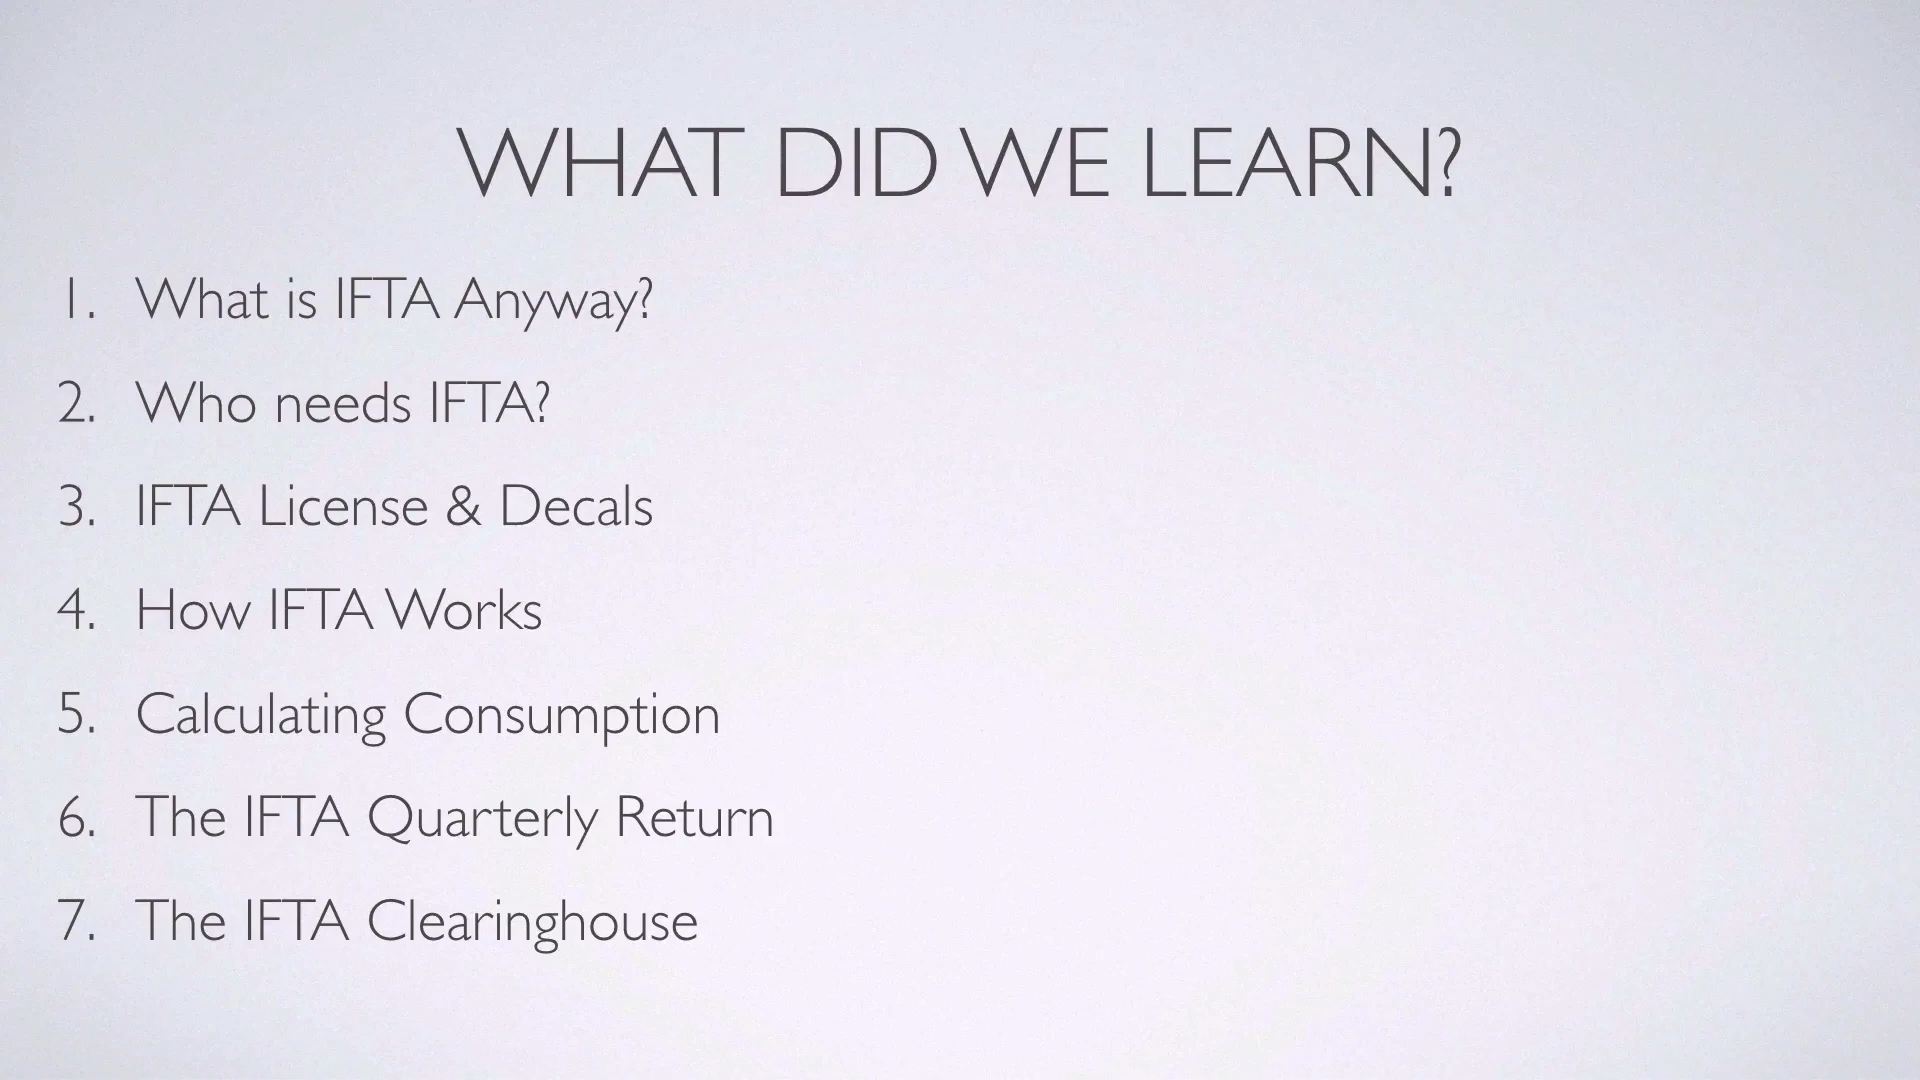 WHAT DID WE LEARN?
1. What is IFTA Anyway?
2. Who needs IFTA?
3. IFTA License & Decals
4. How IFTA Works
5. Calculating Consumption
6. The IFTA Quarterly Return
7. The IFTA Clearinghouse